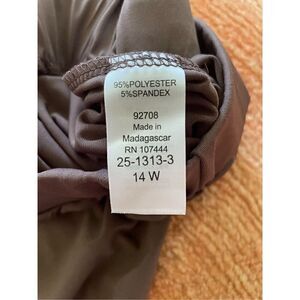 95%POLYESTER
5%SPANDEX
92708
Made in
Madagascar
RN 107444
25-1313-3
14 W